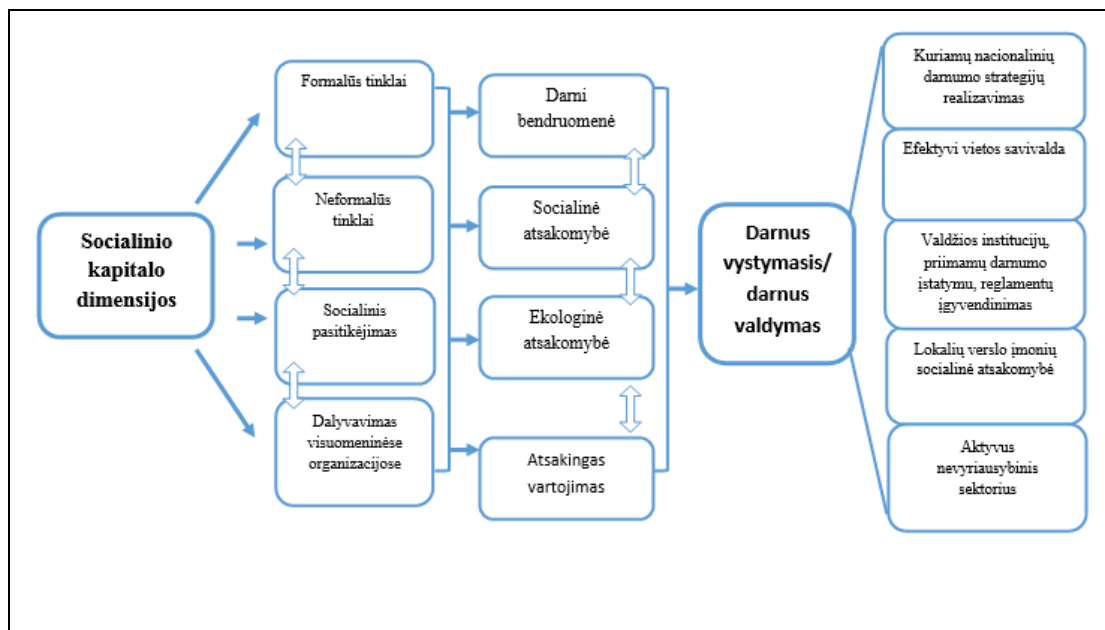 Socialinio
kapitalo
dimensijos
Formalūs tinklai
Neformalūs
tinklai
Socialinis
pasitikėjimas
Dalyvavimas
visuomeninėse
organizacijose
Darni
bendruomenė
Socialinė
atsakomybė
Ekologinė
atsakomybė
Atsakingas
vartojimas
Darnus
vystymasis/
darnus
valdymas
Kuriamų nacionalinių
darnumo strategijų
realizavimas
Efektyvi vietos savivalda
Valdžios institucijų,
priimamų darnumo
įstatymu, reglamentų
įgyvendinimas
Lokalių verslo įmonių
socialinė atsakomybė
Aktyvus
nevyriausybinis
sektorius